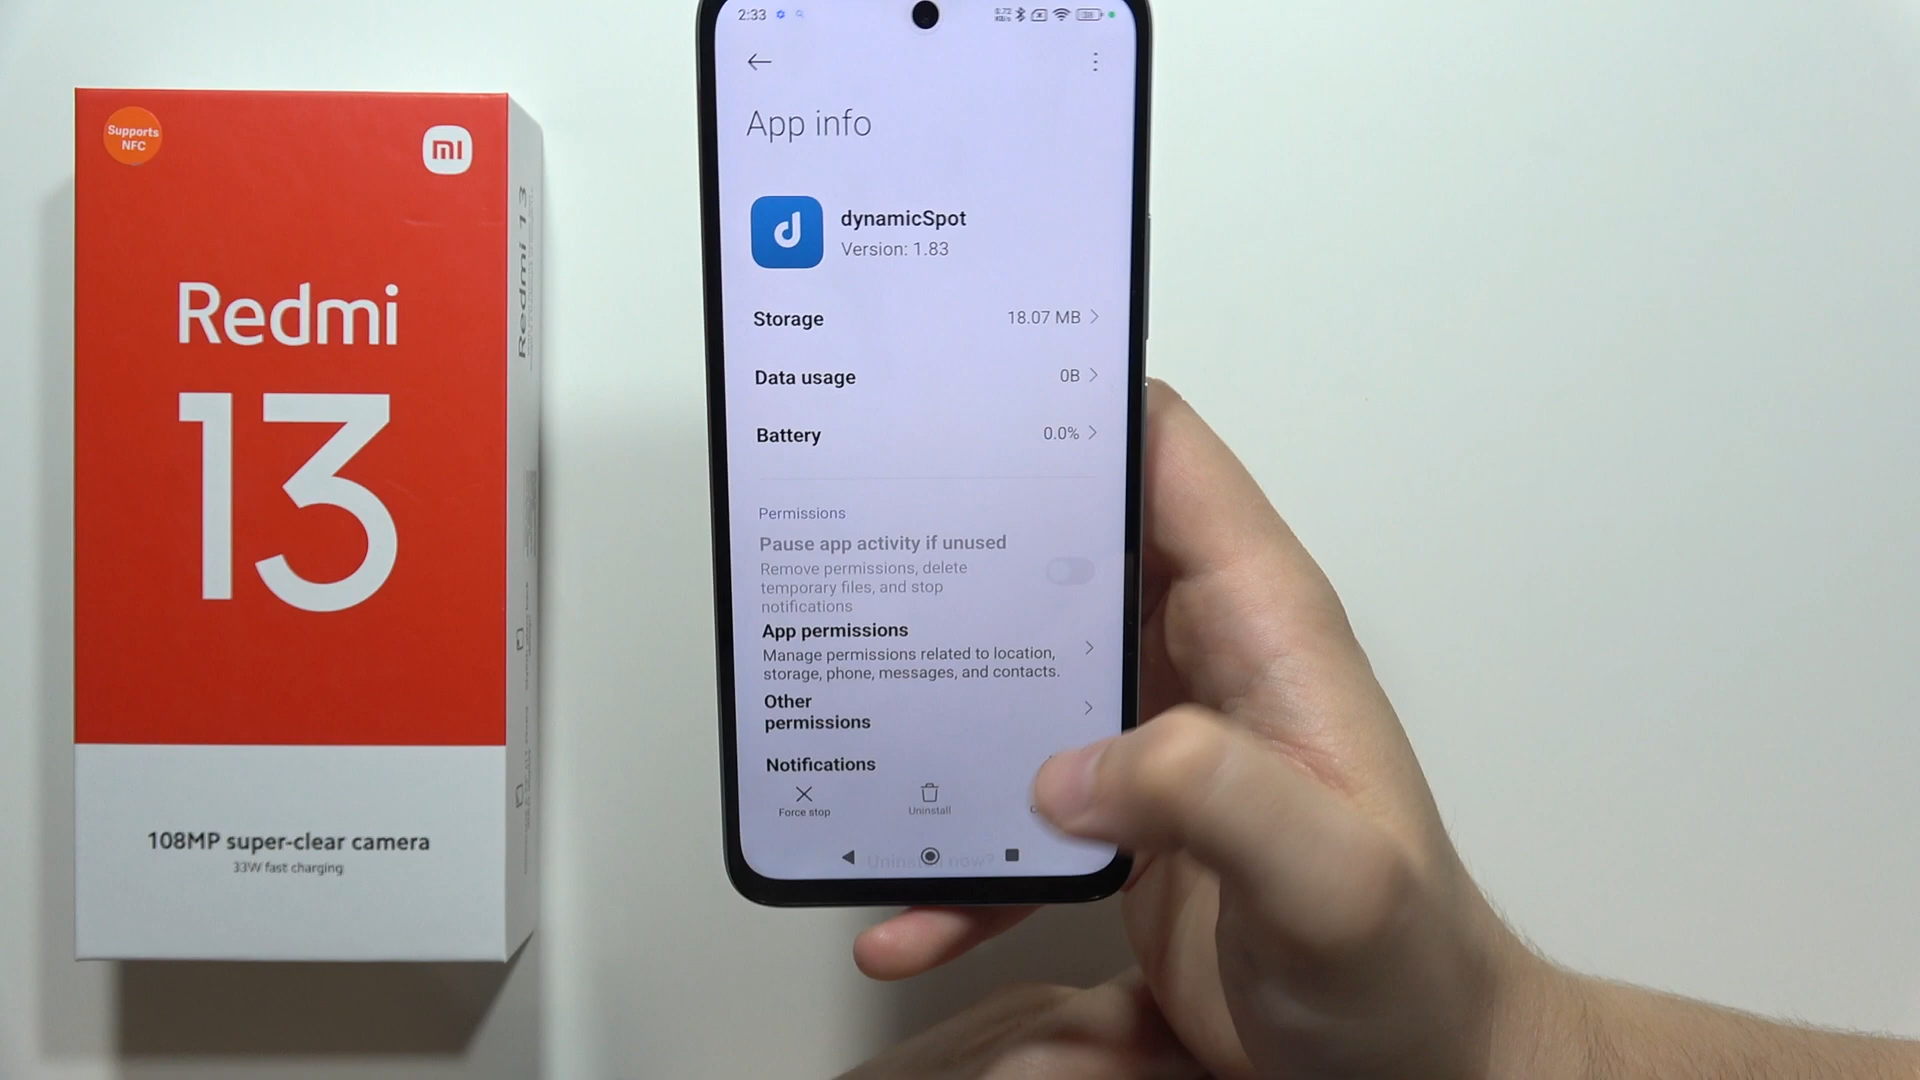 Supports
NFC
mi
Redmi
13
108MP super-clear camera
33W fast charging
Redmi 13
2:33
App info
d
dynamicSpot
Version: 1.83
Storage 18.07 MB
Data usage 0B
Battery 0.0%
Permissions
Pause app activity if unused
Remove permissions, delete
temporary files, and stop
notifications
App permissions
Manage permissions related to location,
storage, phone, messages, and contacts.
Other
permissions
Notifications
Force stop
Uninstall
Uninstall now?